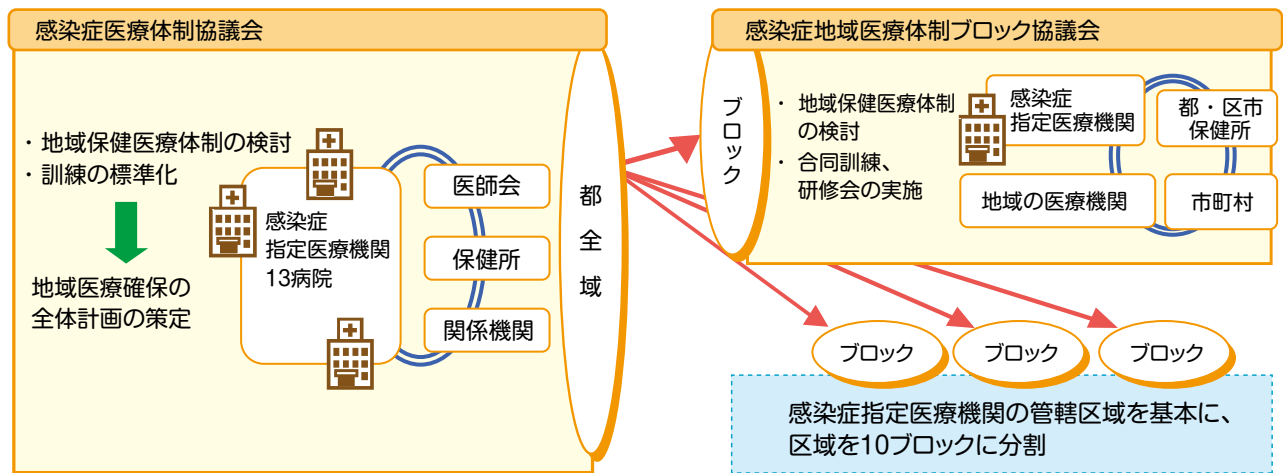 感染症医療体制協議会
・ 地域保健医療体制の検討
・ 訓練の標準化
地域医療確保の
全体計画の策定
感染症
指定医療機関
13病院
医師会
保健所
関係機関
都全域
感染症地域医療体制ブロック協議会
ブロック
・ 地域保健医療体制
の検討
・ 合同訓練、
研修会の実施
感染症
指定医療機関
都・区市
保健所
地域の医療機関
市町村
ブロック
ブロック
ブロック
感染症指定医療機関の管轄区域を基本に、
区域を10ブロックに分割